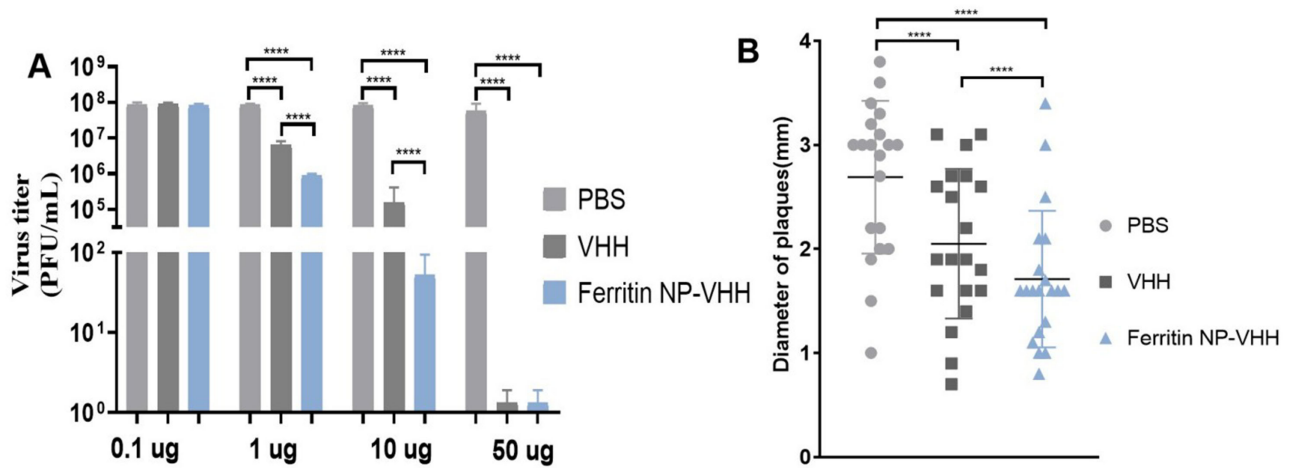 A
10⁹
10⁸
10⁷
10⁶
10⁵
10²
10¹
10⁰
Virus titer
(PFU/mL)
****
****
****
****
****
****
****
****
0.1 ug
1 ug
10 ug
50 ug
PBS
VHH
Ferritin NP-VHH
B
****
****
****
4
3
2
1
0
Diameter of plaques(mm)
PBS
VHH
Ferritin NP-VHH